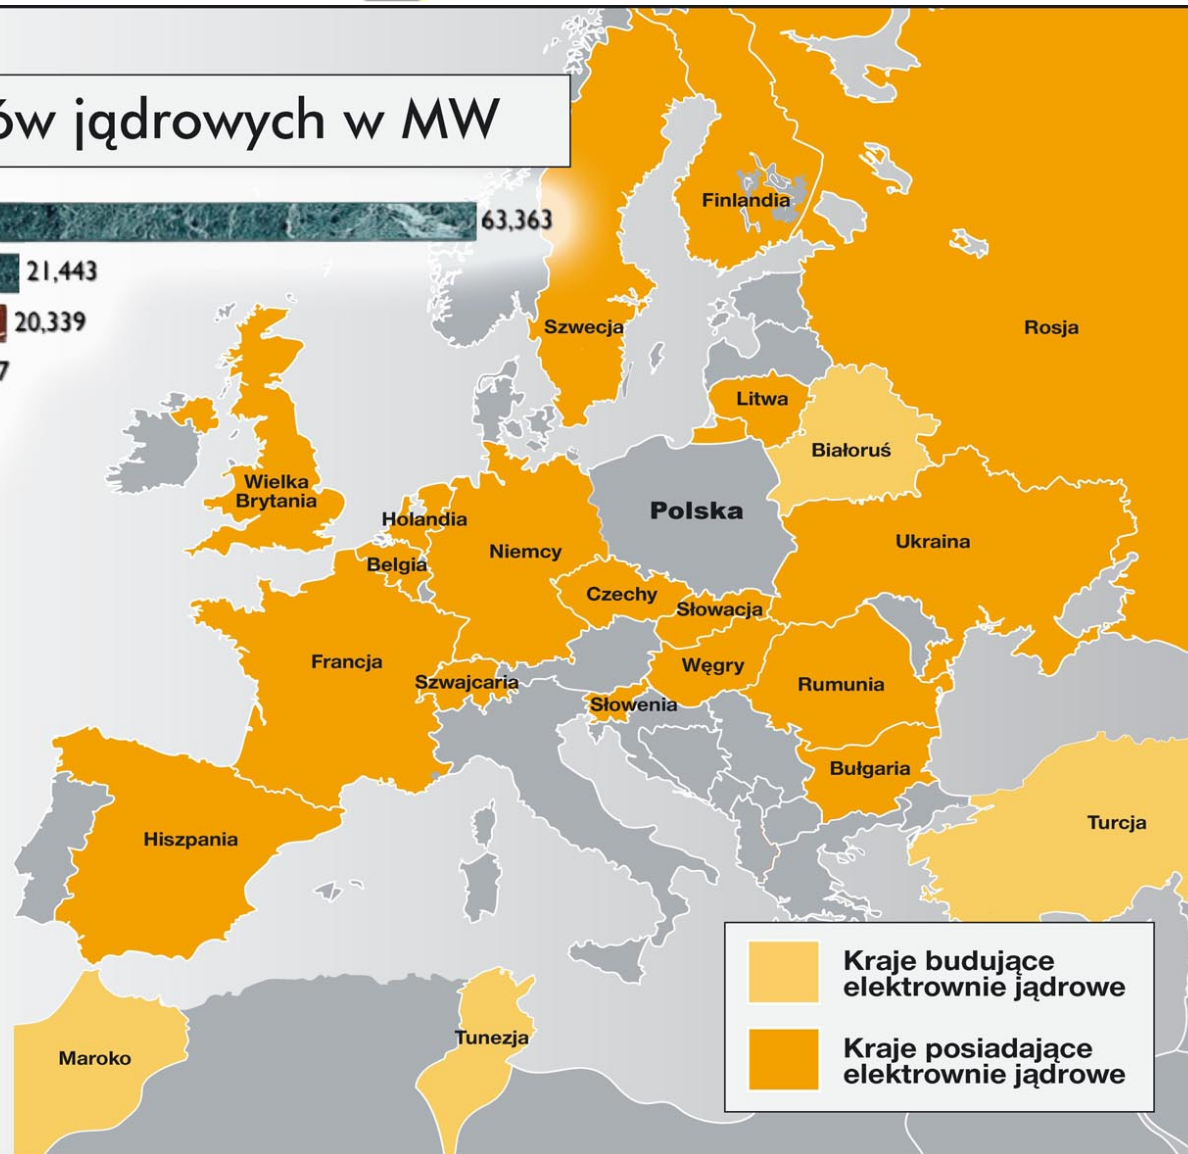 ów jądrowych w MW
63,363
21,443
20,339
7
Finlandia
Szwecja
Rosja
Litwa
Białoruś
Wielka
Brytania
Holandia
Polska
Niemcy
Ukraina
Belgia
Czechy
Słowacja
Francja
Węgry
Szwajcaria
Rumunia
Słowenia
Bułgaria
Hiszpania
Turcja
Kraje budujące
elektrownie jądrowe
Tunezja
Maroko
Kraje posiadające
elektrownie jądrowe